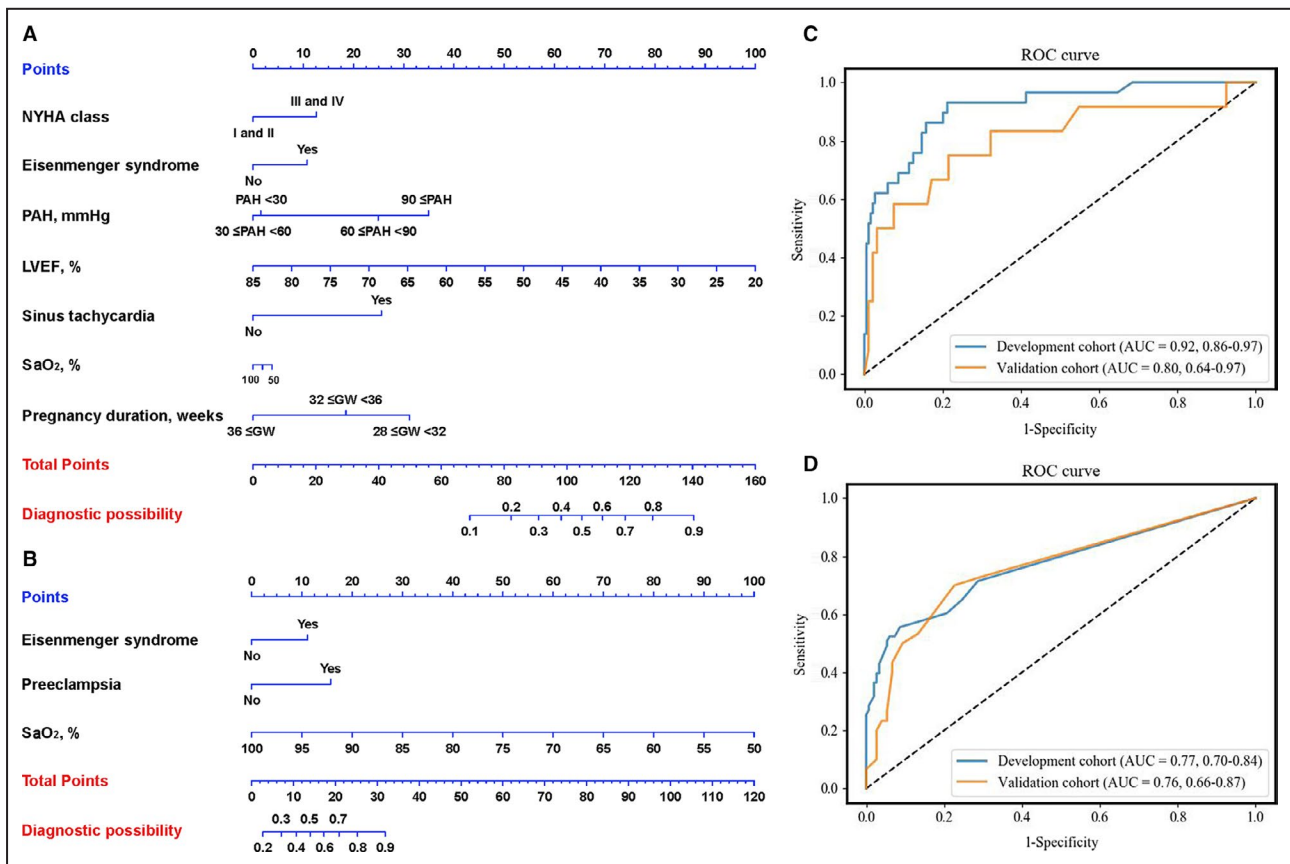 A
0 10 20 30 40 50 60 70 80 90 100
Points
III and IV
NYHA class
I and II
Yes
Eisenmenger syndrome
No
PAH <30 90 ≤PAH
PAH, mmHg
30 ≤PAH <60 60 ≤PAH <90
LVEF, %
85 80 75 70 65 60 55 50 45 40 35 30 25 20
Yes
Sinus tachycardia
No
SaO₂, %
100 50
32 ≤GW <36
Pregnancy duration, weeks
36 ≤GW 28 ≤GW <32
Total Points
0 20 40 60 80 100 120 140 160
0.2 0.4 0.6 0.8
Diagnostic possibility
0.1 0.3 0.5 0.7 0.9
B
0 10 20 30 40 50 60 70 80 90 100
Points
Yes
Eisenmenger syndrome
No
Yes
Preeclampsia
No
SaO₂, %
100 95 90 85 80 75 70 65 60 55 50
Total Points
0 10 20 30 40 50 60 70 80 90 100 110 120
0.3 0.5 0.7
Diagnostic possibility
0.2 0.4 0.6 0.8 0.9
C
ROC curve
1.0
0.8
0.6
0.4
0.2
0.0
Sensitivity
Development cohort (AUC = 0.92, 0.86-0.97)
Validation cohort (AUC = 0.80, 0.64-0.97)
0.0 0.2 0.4 0.6 0.8 1.0
1-Specificity
D
ROC curve
1.0
0.8
0.6
0.4
0.2
0.0
Sensitivity
Development cohort (AUC = 0.77, 0.70-0.84)
Validation cohort (AUC = 0.76, 0.66-0.87)
0.0 0.2 0.4 0.6 0.8 1.0
1-Specificity